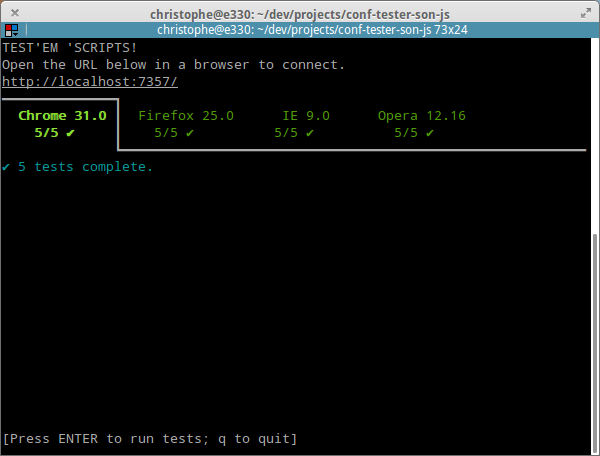 christophe@e330: ~/dev/projects/conf-tester-son-js
christophe@e330: ~/dev/projects/conf-tester-son-js 73x24
TEST'EM 'SCRIPTS!
Open the URL below in a browser to connect.
http://localhost:7357/
Chrome 31.0 Firefox 25.0 IE 9.0 Opera 12.16
5/5 ✔ 5/5 ✔ 5/5 ✔ 5/5 ✔
✔ 5 tests complete.
[Press ENTER to run tests; q to quit]